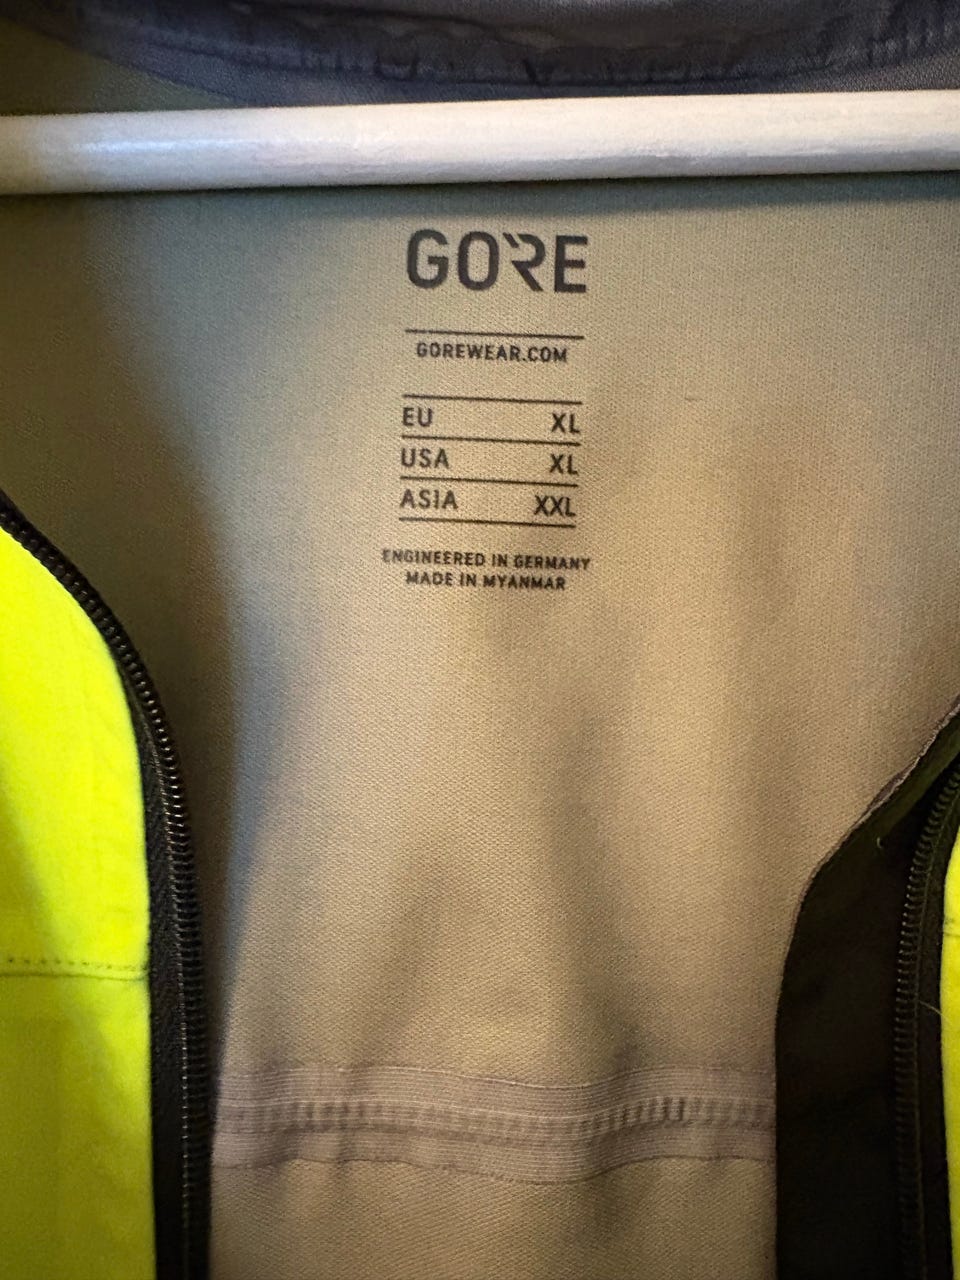 GORE
GOREWEAR.COM
EU XL
USA XL
ASIA XXL
ENGINEERED IN GERMANY
MADE IN MYANMAR